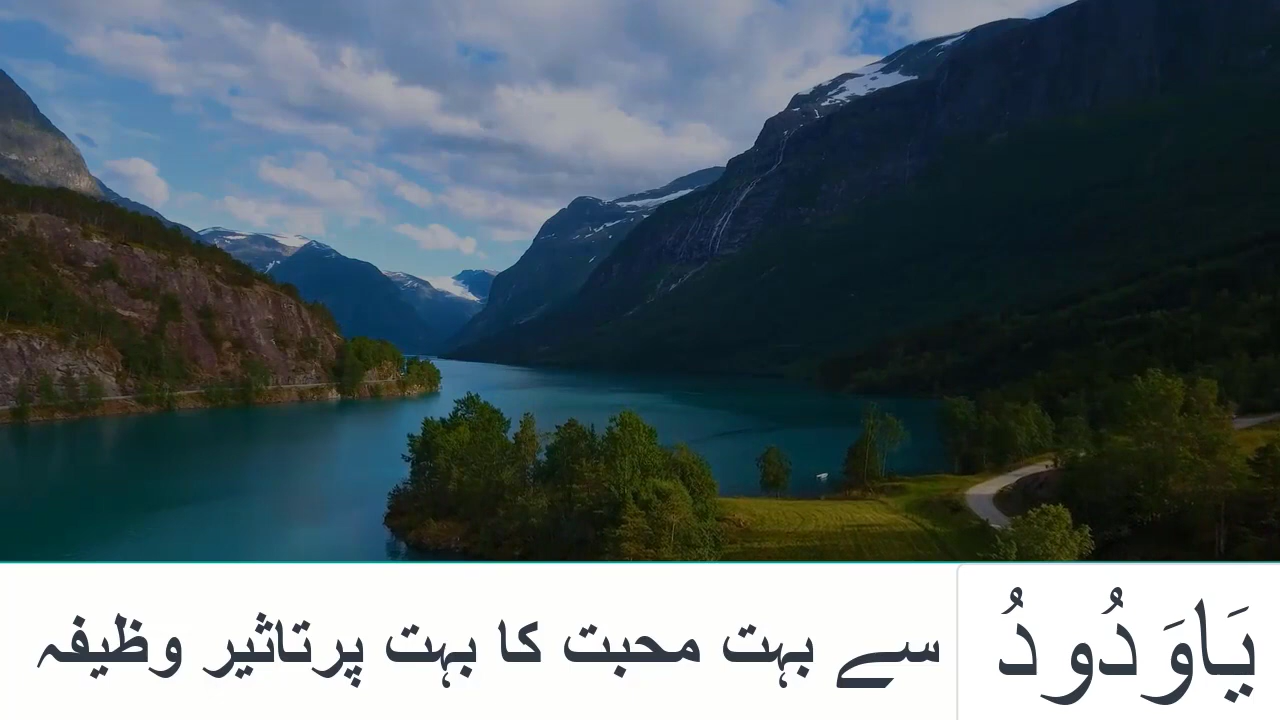 یَاوَدُودُ سے بہت محبت کا بہت پرتاثیر وظیفہ